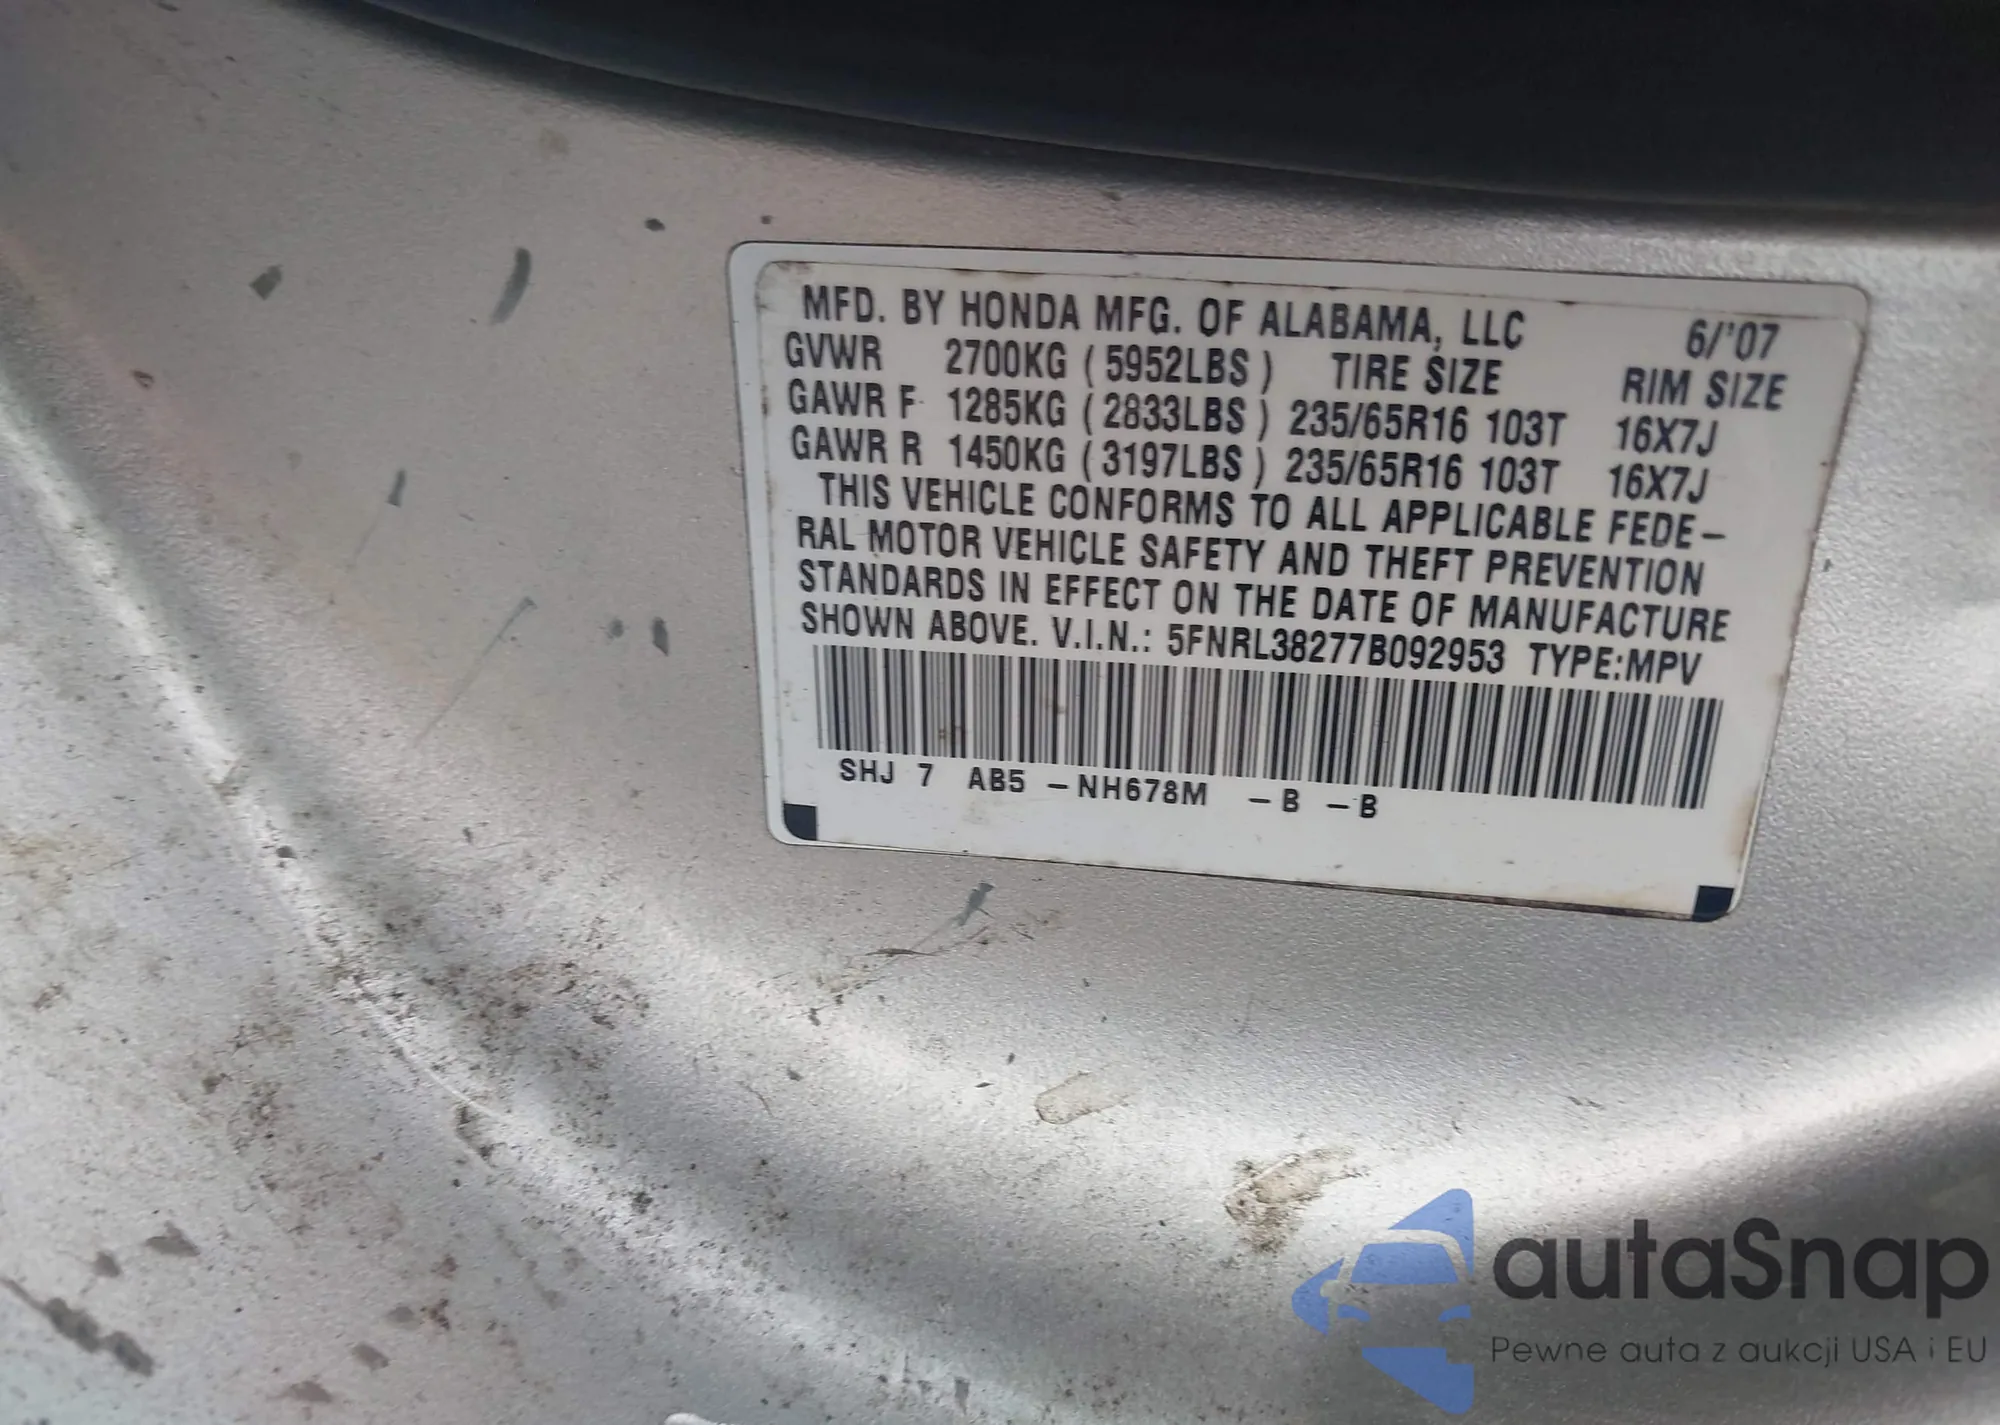 MFD. BY HONDA MFG. OF ALABAMA, LLC 6/'07
GVWR 2700KG (5952LBS) TIRE SIZE RIM SIZE
GAWR F 1285KG (2833LBS) 235/65R16 103T 16X7J
GAWR R 1450KG (3197LBS) 235/65R16 103T 16X7J
THIS VEHICLE CONFORMS TO ALL APPLICABLE FEDE-
RAL MOTOR VEHICLE SAFETY AND THEFT PREVENTION
STANDARDS IN EFFECT ON THE DATE OF MANUFACTURE
SHOWN ABOVE. V.I.N.: 5FNRL38277B092953 TYPE:MPV
SHJ 7 AB5 -NH678M -B -B
autaSnap
Pewne auta z aukcji USA i EU